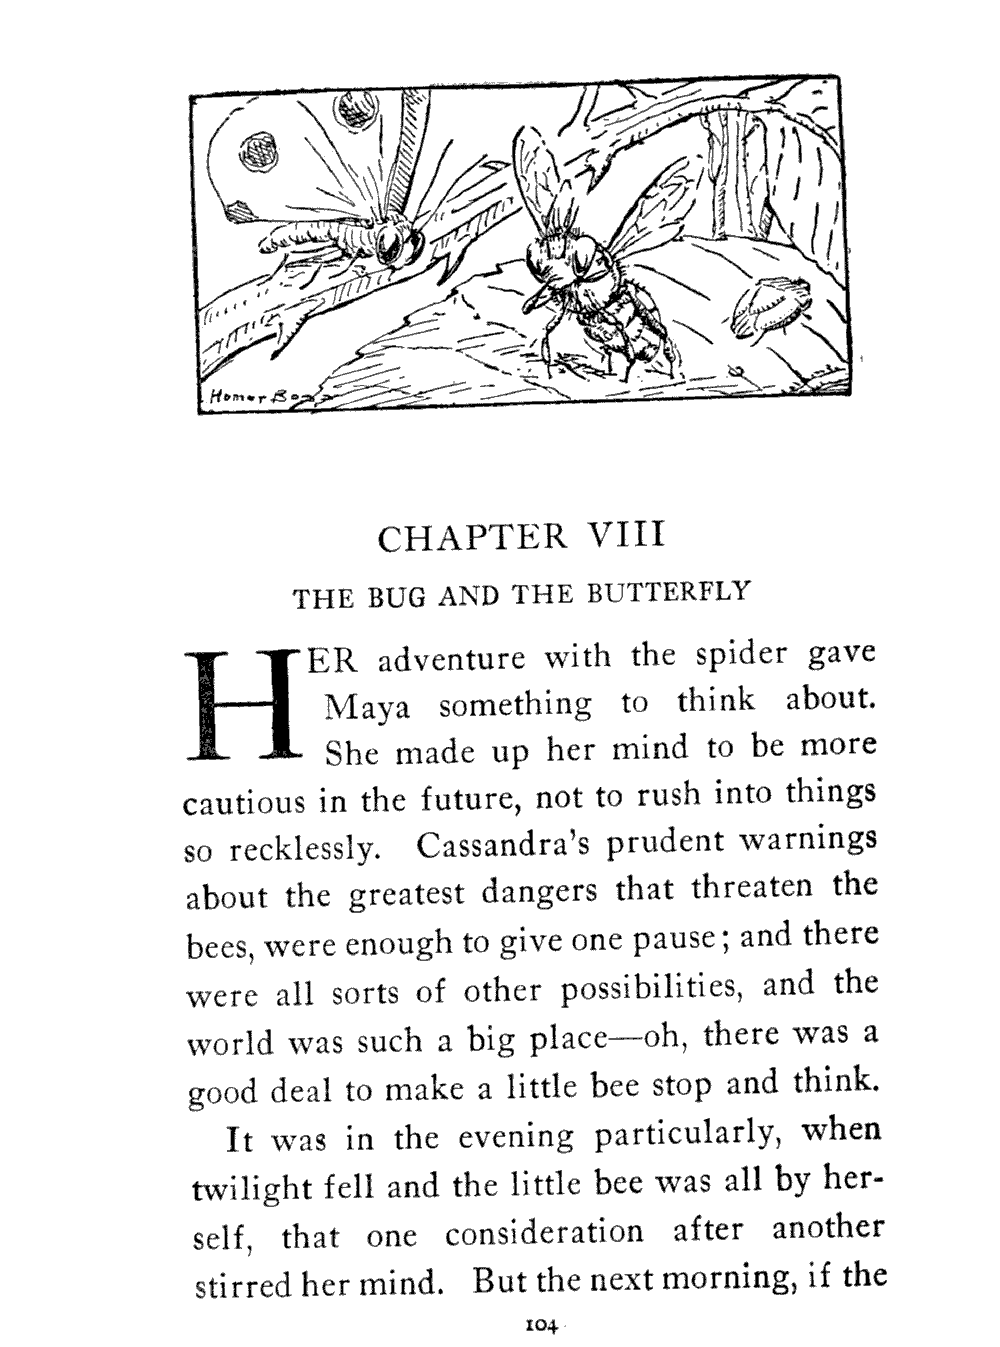 Homer Boss
CHAPTER VIII
THE BUG AND THE BUTTERFLY
HER adventure with the spider gave
Maya something to think about.
She made up her mind to be more
cautious in the future, not to rush into things
so recklessly. Cassandra's prudent warnings
about the greatest dangers that threaten the
bees, were enough to give one pause; and there
were all sorts of other possibilities, and the
world was such a big place—oh, there was a
good deal to make a little bee stop and think.
It was in the evening particularly, when
twilight fell and the little bee was all by her-
self, that one consideration after another
stirred her mind. But the next morning, if the
104